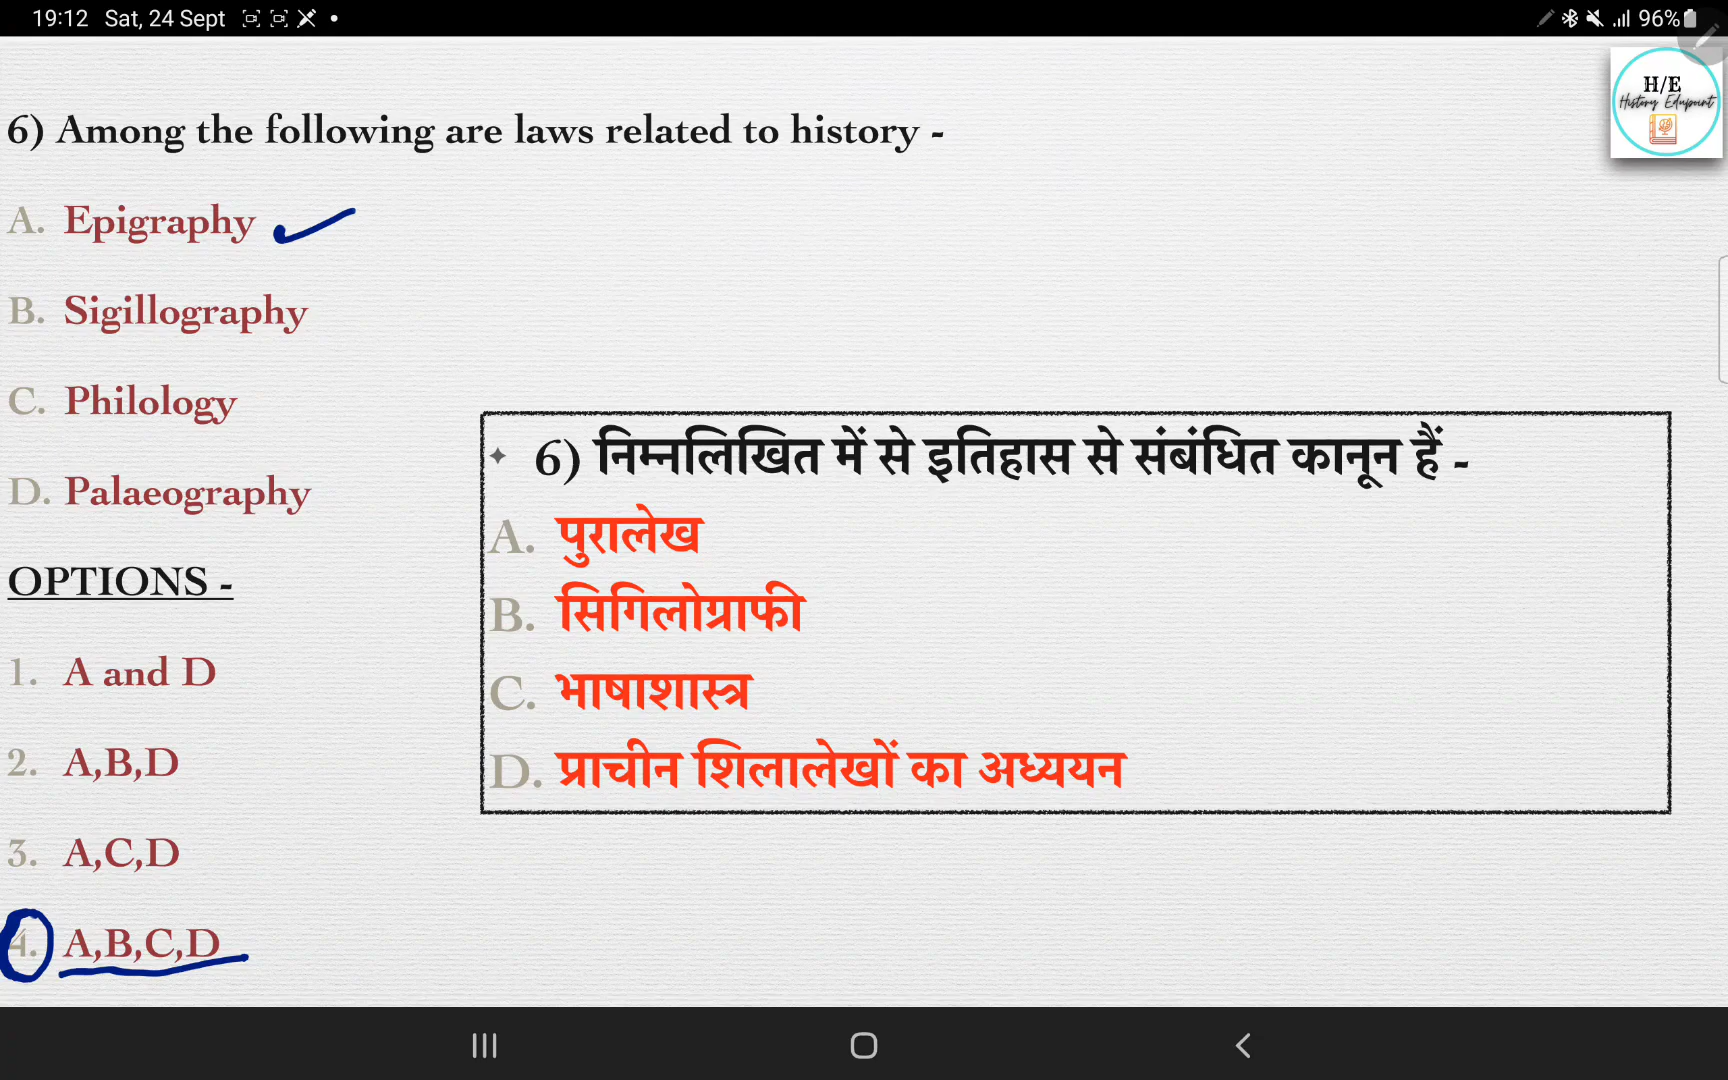 19:12 Sat, 24 Sept
96%
H/E
History Edupoint
6) Among the following are laws related to history -
A. Epigraphy
B. Sigillography
C. Philology
D. Palaeography
OPTIONS -
1. A and D
2. A,B,D
3. A,C,D
4. A,B,C,D
6) निम्नलिखित में से इतिहास से संबंधित कानून हैं -
A. पुरालेख
B. सिगिलोग्राफी
C. भाषाशास्त्र
D. प्राचीन शिलालेखों का अध्ययन